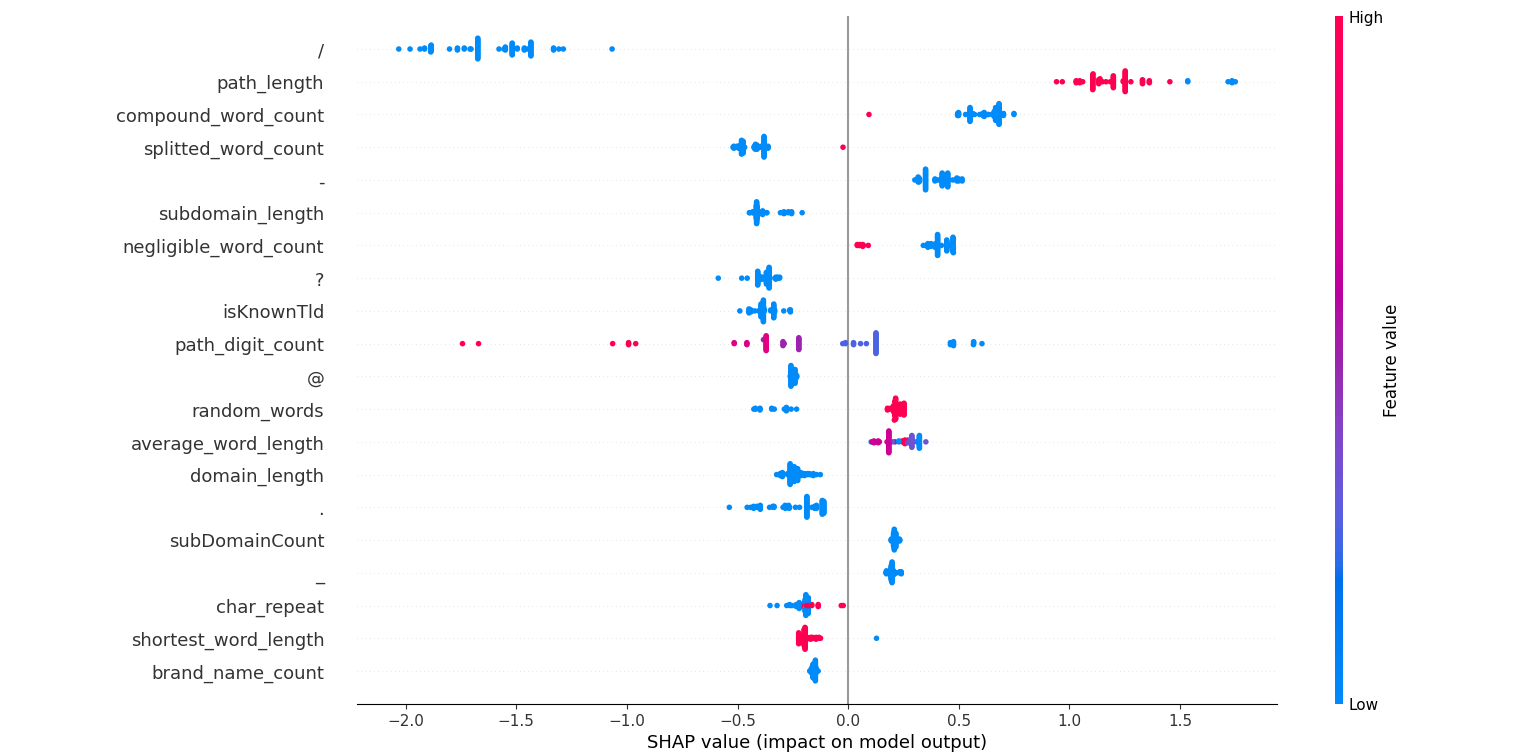 High
/
path_length
compound_word_count
splitted_word_count
-
subdomain_length
negligible_word_count
?
isKnownTld
path_digit_count
@
random_words
average_word_length
domain_length
.
subDomainCount
_
char_repeat
shortest_word_length
brand_name_count
Feature value
Low
−2.0 −1.5 −1.0 −0.5 0.0 0.5 1.0 1.5
SHAP value (impact on model output)